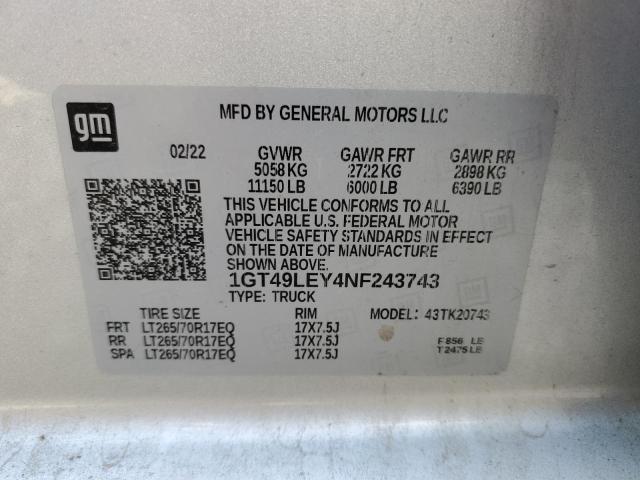 gm
MFD BY GENERAL MOTORS LLC
02/22 GVWR GAWR FRT GAWR RR
5058 KG 2722 KG 2898 KG
11150 LB 6000 LB 6390 LB
THIS VEHICLE CONFORMS TO ALL
APPLICABLE U.S. FEDERAL MOTOR
VEHICLE SAFETY STANDARDS IN EFFECT
ON THE DATE OF MANUFACTURE
SHOWN ABOVE.
1GT49LEY4NF243743
TYPE: TRUCK
TIRE SIZE RIM MODEL: 43TK20743
FRT LT265/70R17EQ 17X7.5J
RR LT265/70R17EQ 17X7.5J F856 LB
SPA LT265/70R17EQ 17X7.5J T2475LB